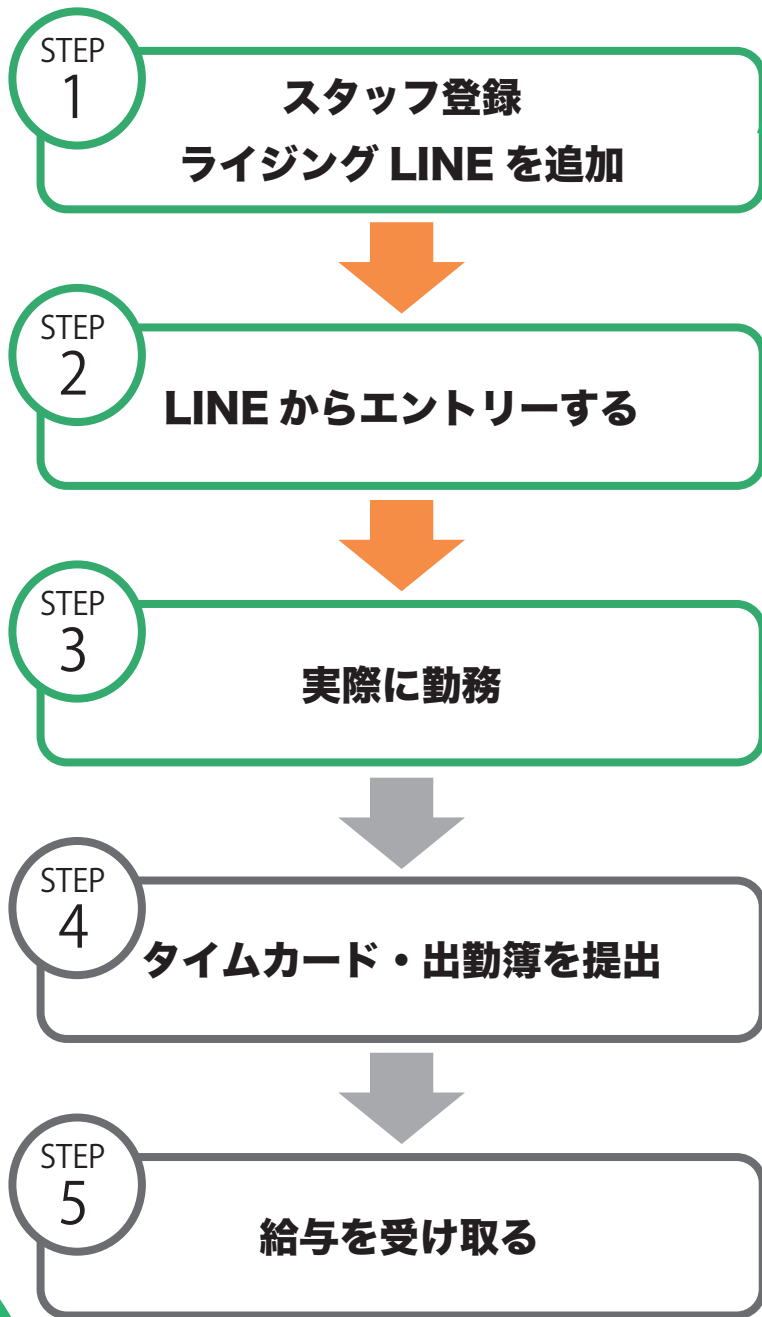 STEP
1
スタッフ登録
ライジング LINE を追加
STEP
2
LINE からエントリーする
STEP
3
実際に勤務
STEP
4
タイムカード・出勤簿を提出
STEP
5
給与を受け取る